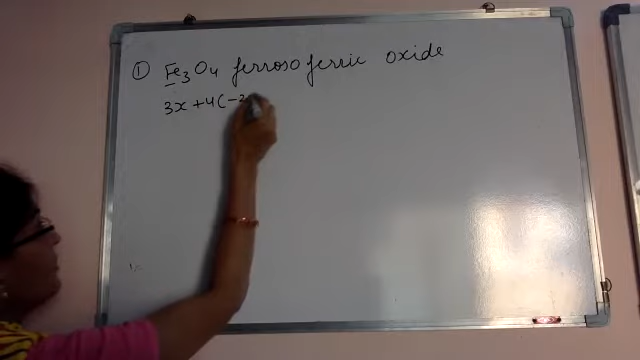 ① Fe3O4 ferroso ferric oxide
3x + 4(-2